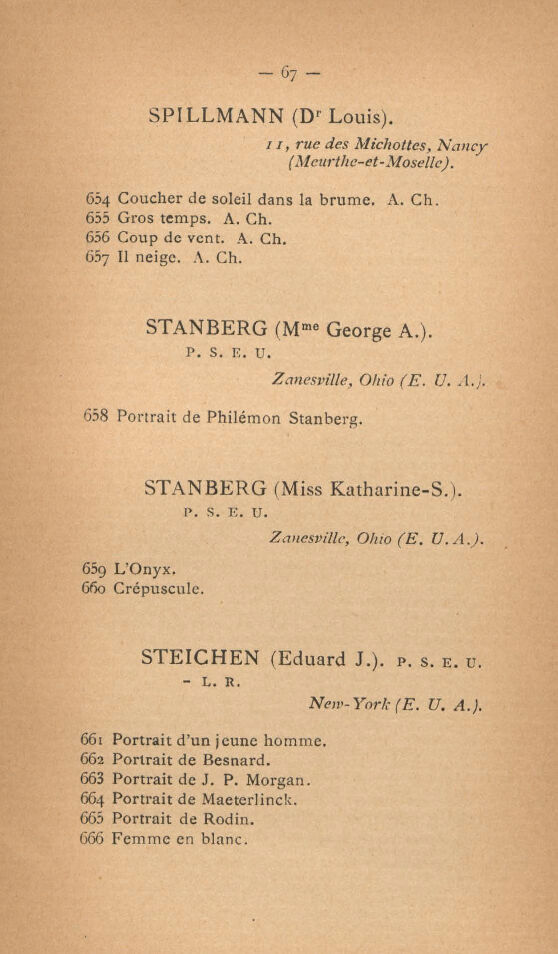 — 67 —
SPILLMANN (Dr Louis).
11, rue des Michottes, Nancy
(Meurthe-et-Moselle).
654 Coucher de soleil dans la brume. A. Ch.
655 Gros temps. A. Ch.
656 Coup de vent. A. Ch.
657 Il neige. A. Ch.
STANBERG (Mme George A.).
P. S. E. U.
Zanesville, Ohio (E. U. A.).
658 Portrait de Philémon Stanberg.
STANBERG (Miss Katharine-S.).
P. S. E. U.
Zanesville, Ohio (E. U. A.).
659 L'Onyx.
660 Crépuscule.
STEICHEN (Eduard J.). P. S. E. U.
- L. R.
New-York (E. U. A.).
661 Portrait d'un jeune homme.
662 Portrait de Besnard.
663 Portrait de J. P. Morgan.
664 Portrait de Maeterlinck.
665 Portrait de Rodin.
666 Femme en blanc.